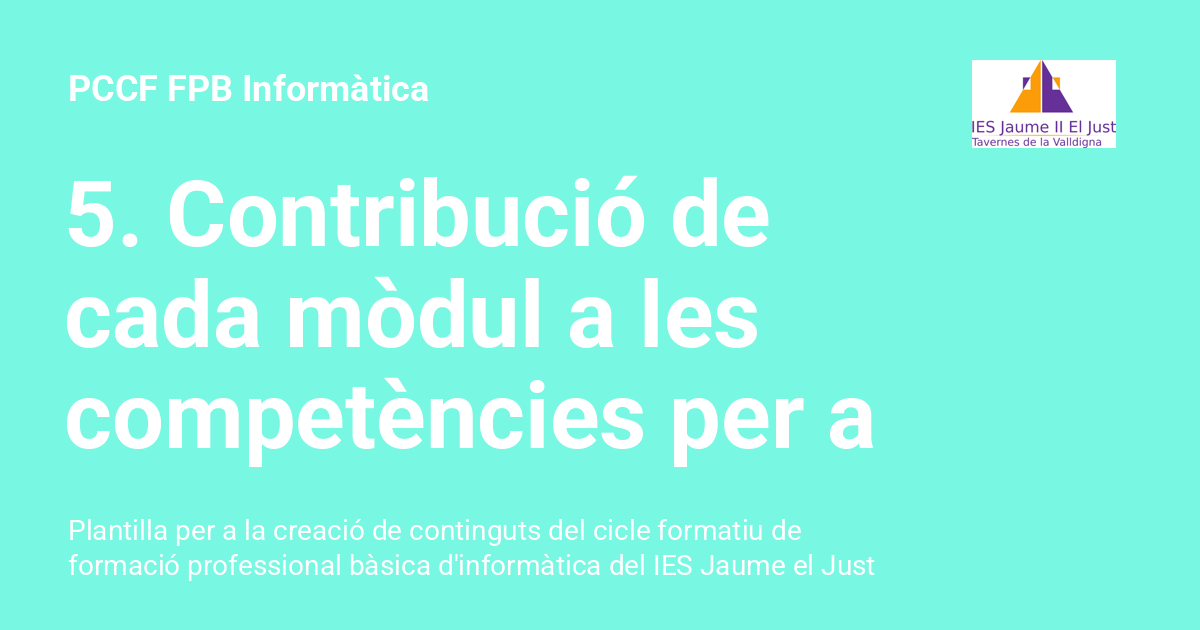 PCCF FPB Informàtica
IES Jaume II El Just
Tavernes de la Valldigna
5. Contribució de
cada mòdul a les
competències per a
Plantilla per a la creació de continguts del cicle formatiu de
formació professional bàsica d'informàtica del IES Jaume el Just